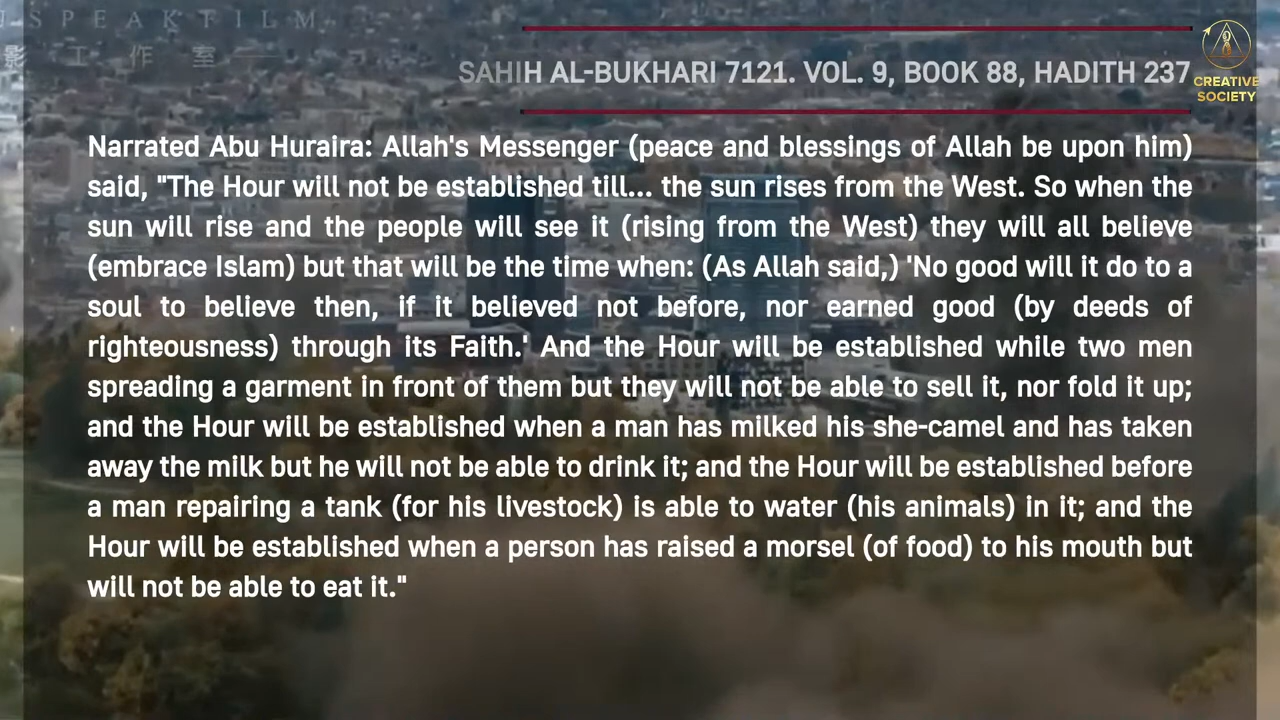 J SPEAK FILM
影 工 作 室
SAHIH AL-BUKHARI 7121. VOL. 9, BOOK 88, HADITH 237
CREATIVE
SOCIETY
Narrated Abu Huraira: Allah's Messenger (peace and blessings of Allah be upon him)
said, "The Hour will not be established till... the sun rises from the West. So when the
sun will rise and the people will see it (rising from the West) they will all believe
(embrace Islam) but that will be the time when: (As Allah said,) 'No good will it do to a
soul to believe then, if it believed not before, nor earned good (by deeds of
righteousness) through its Faith.' And the Hour will be established while two men
spreading a garment in front of them but they will not be able to sell it, nor fold it up;
and the Hour will be established when a man has milked his she-camel and has taken
away the milk but he will not be able to drink it; and the Hour will be established before
a man repairing a tank (for his livestock) is able to water (his animals) in it; and the
Hour will be established when a person has raised a morsel (of food) to his mouth but
will not be able to eat it."